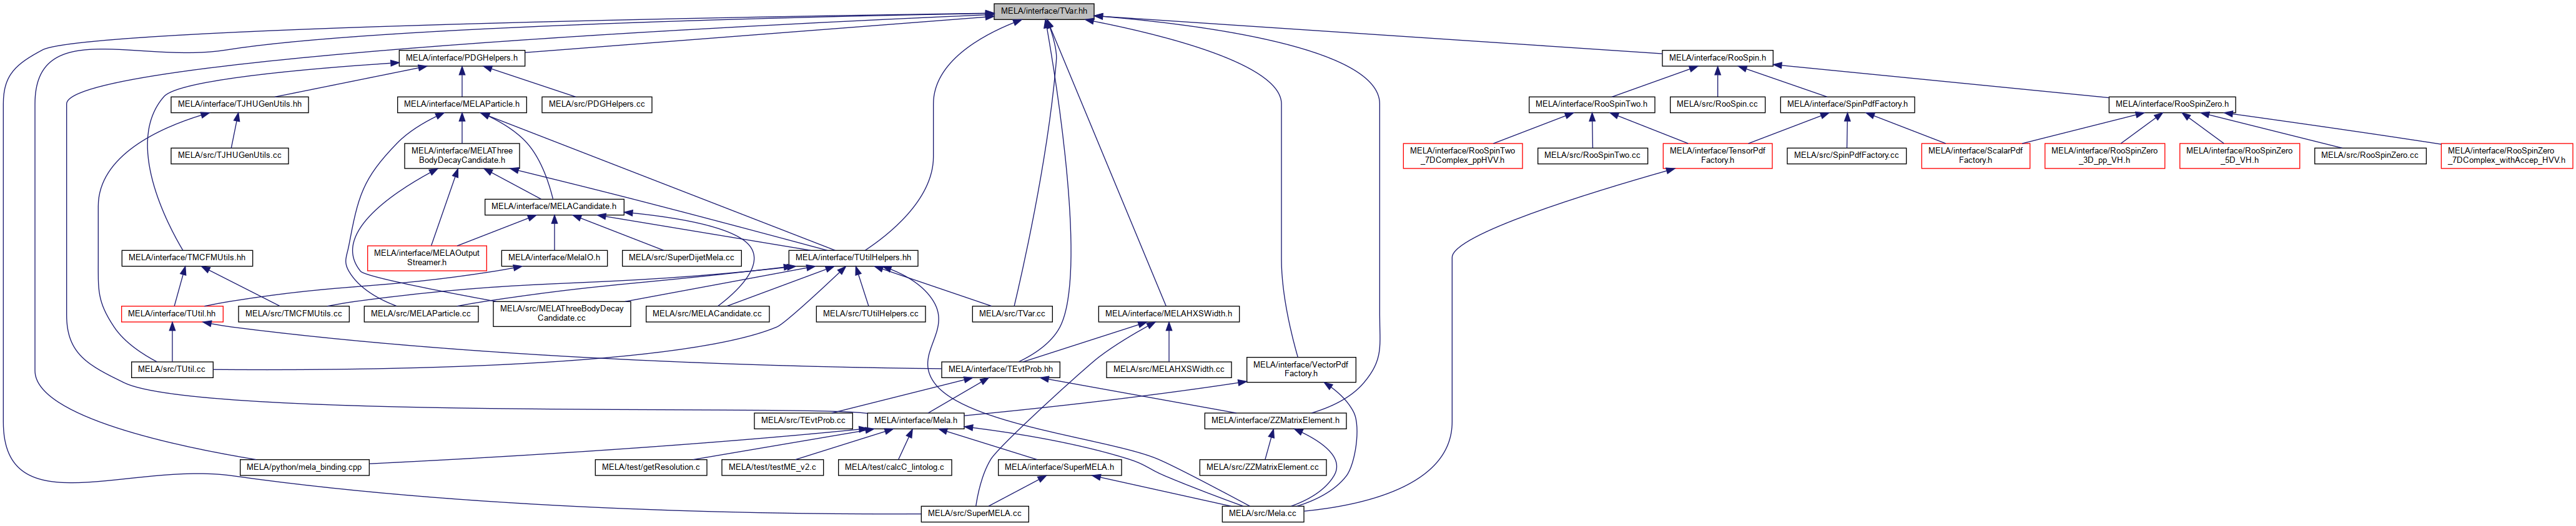 MELA/interface/TVar.hh
MELA/interface/PDGHelpers.h
MELA/interface/RooSpin.h
MELA/interface/TJHUGenUtils.hh
MELA/interface/MELAParticle.h
MELA/src/PDGHelpers.cc
MELA/interface/RooSpinTwo.h
MELA/src/RooSpin.cc
MELA/interface/SpinPdfFactory.h
MELA/interface/RooSpinZero.h
MELA/src/TJHUGenUtils.cc
MELA/interface/MELAThree
BodyDecayCandidate.h
MELA/interface/RooSpinTwo
_7DComplex_ppHVV.h
MELA/src/RooSpinTwo.cc
MELA/interface/TensorPdf
Factory.h
MELA/src/SpinPdfFactory.cc
MELA/interface/ScalarPdf
Factory.h
MELA/interface/RooSpinZero
_3D_pp_VH.h
MELA/interface/RooSpinZero
_5D_VH.h
MELA/src/RooSpinZero.cc
MELA/interface/RooSpinZero
_7DComplex_withAccep_HVV.h
MELA/interface/MELACandidate.h
MELA/interface/TMCFMUtils.hh
MELA/interface/MELAOutput
Streamer.h
MELA/interface/MelaIO.h
MELA/src/SuperDijetMela.cc
MELA/interface/TUtilHelpers.hh
MELA/interface/TUtil.hh
MELA/src/TMCFMUtils.cc
MELA/src/MELAParticle.cc
MELA/src/MELAThreeBodyDecay
Candidate.cc
MELA/src/MELACandidate.cc
MELA/src/TUtilHelpers.cc
MELA/src/TVar.cc
MELA/interface/MELAHXSWidth.h
MELA/src/TUtil.cc
MELA/interface/TEvtProb.hh
MELA/src/MELAHXSWidth.cc
MELA/interface/VectorPdf
Factory.h
MELA/src/TEvtProb.cc
MELA/interface/Mela.h
MELA/interface/ZZMatrixElement.h
MELA/python/mela_binding.cpp
MELA/test/getResolution.c
MELA/test/testME_v2.c
MELA/test/calcC_lintolog.c
MELA/interface/SuperMELA.h
MELA/src/ZZMatrixElement.cc
MELA/src/SuperMELA.cc
MELA/src/Mela.cc